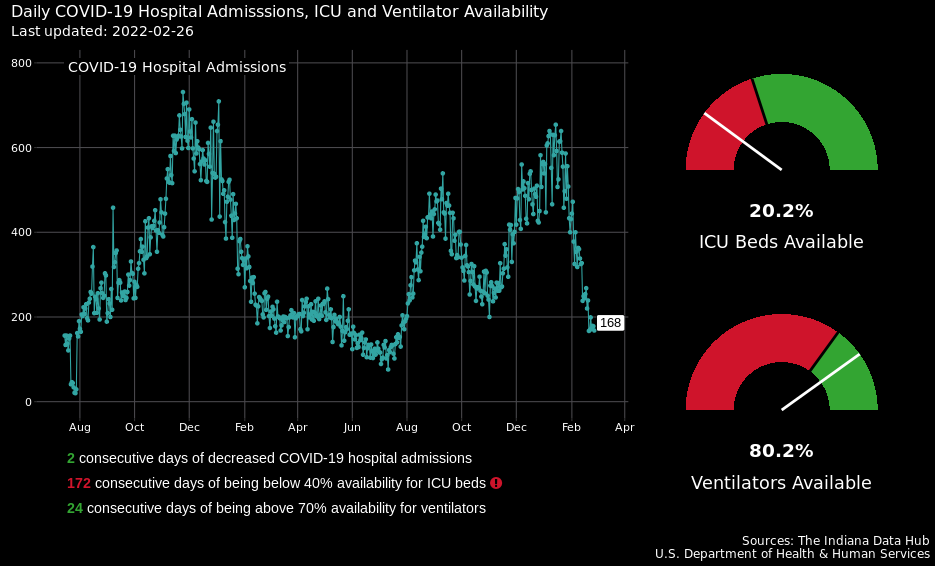 Daily COVID-19 Hospital Admisssions, ICU and Ventilator Availability
Last updated: 2022-02-26
COVID-19 Hospital Admissions
800
600
400
200
0
168
Aug Oct Dec Feb Apr Jun Aug Oct Dec Feb Apr
20.2%
ICU Beds Available
80.2%
Ventilators Available
2 consecutive days of decreased COVID-19 hospital admissions
172 consecutive days of being below 40% availability for ICU beds !
24 consecutive days of being above 70% availability for ventilators
Sources: The Indiana Data Hub
U.S. Department of Health & Human Services